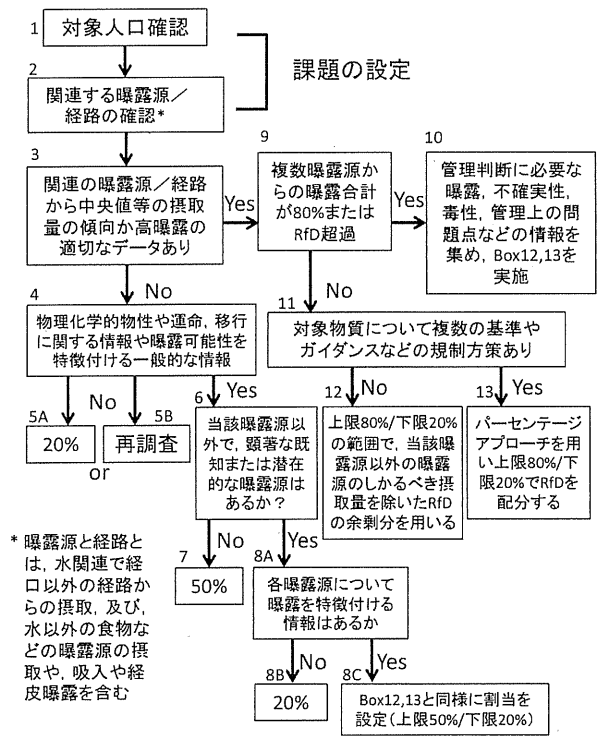 1
対象人口確認
課題の設定
2
関連する曝露源／
経路の確認*
3
関連の曝露源／経路
から中央値等の摂取
量の傾向か高曝露の
適切なデータあり
Yes
9
複数曝露源か
らの曝露合計
が80%または
RfD超過
Yes
10
管理判断に必要な
曝露，不確実性，
毒性，管理上の問
題点などの情報を
集め，Box12,13を
実施
No
No
4
物理化学的物性や運命，移行
に関する情報や曝露可能性を
特徴付ける一般的な情報
11
対象物質について複数の基準や
ガイダンスなどの規制方策あり
No
Yes
No
Yes
5A
20%
or
5B
再調査
6
当該曝露源以
外で，顕著な既
知または潜在
的な曝露源は
あるか？
12
上限80%/下限20%
の範囲で，当該曝
露源以外の曝露
源のしかるべき摂
取量を除いたRfD
の余剰分を用いる
13
パーセンテージ
アプローチを用
い上限80%/下
限20%でRfDを
配分する
No
Yes
7
50%
8A
各曝露源について
曝露を特徴付ける
情報はあるか
No
Yes
8B
20%
8C
Box12,13と同様に割当を
設定（上限50%/下限20%）
* 曝露源と経路と
は，水関連で経
口以外の経路か
らの摂取，及び，
水以外の食物な
どの曝露源の摂
取や，吸入や経
皮曝露を含む